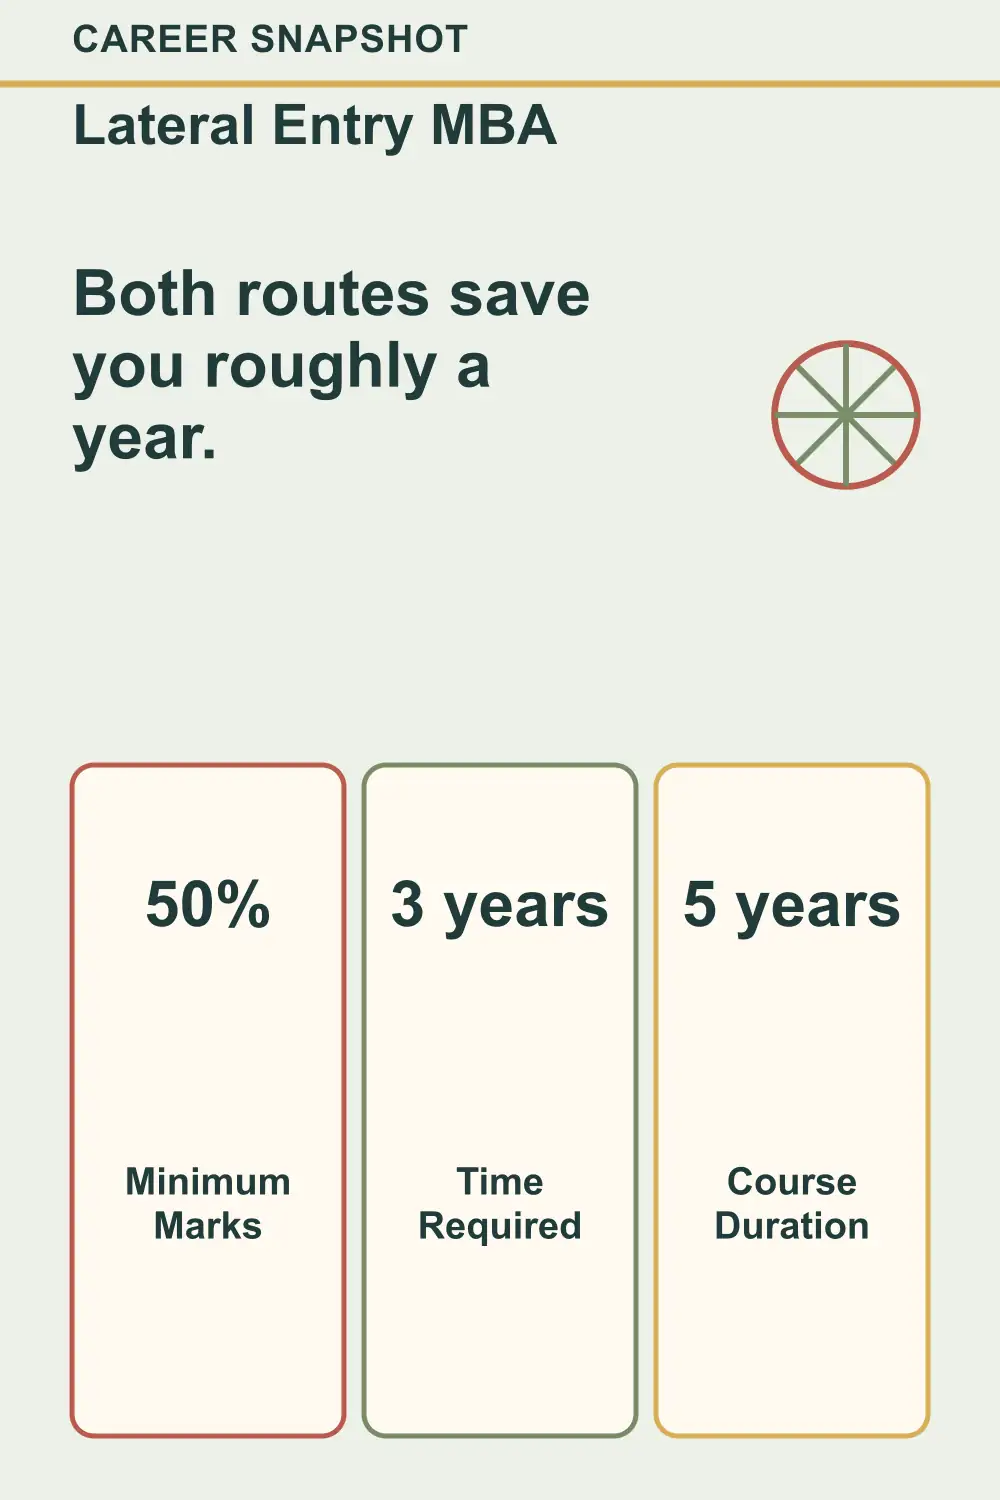 CAREER SNAPSHOT
Lateral Entry MBA
Both routes save
you roughly a
year.
50%
Minimum
Marks
3 years
Time
Required
5 years
Course
Duration